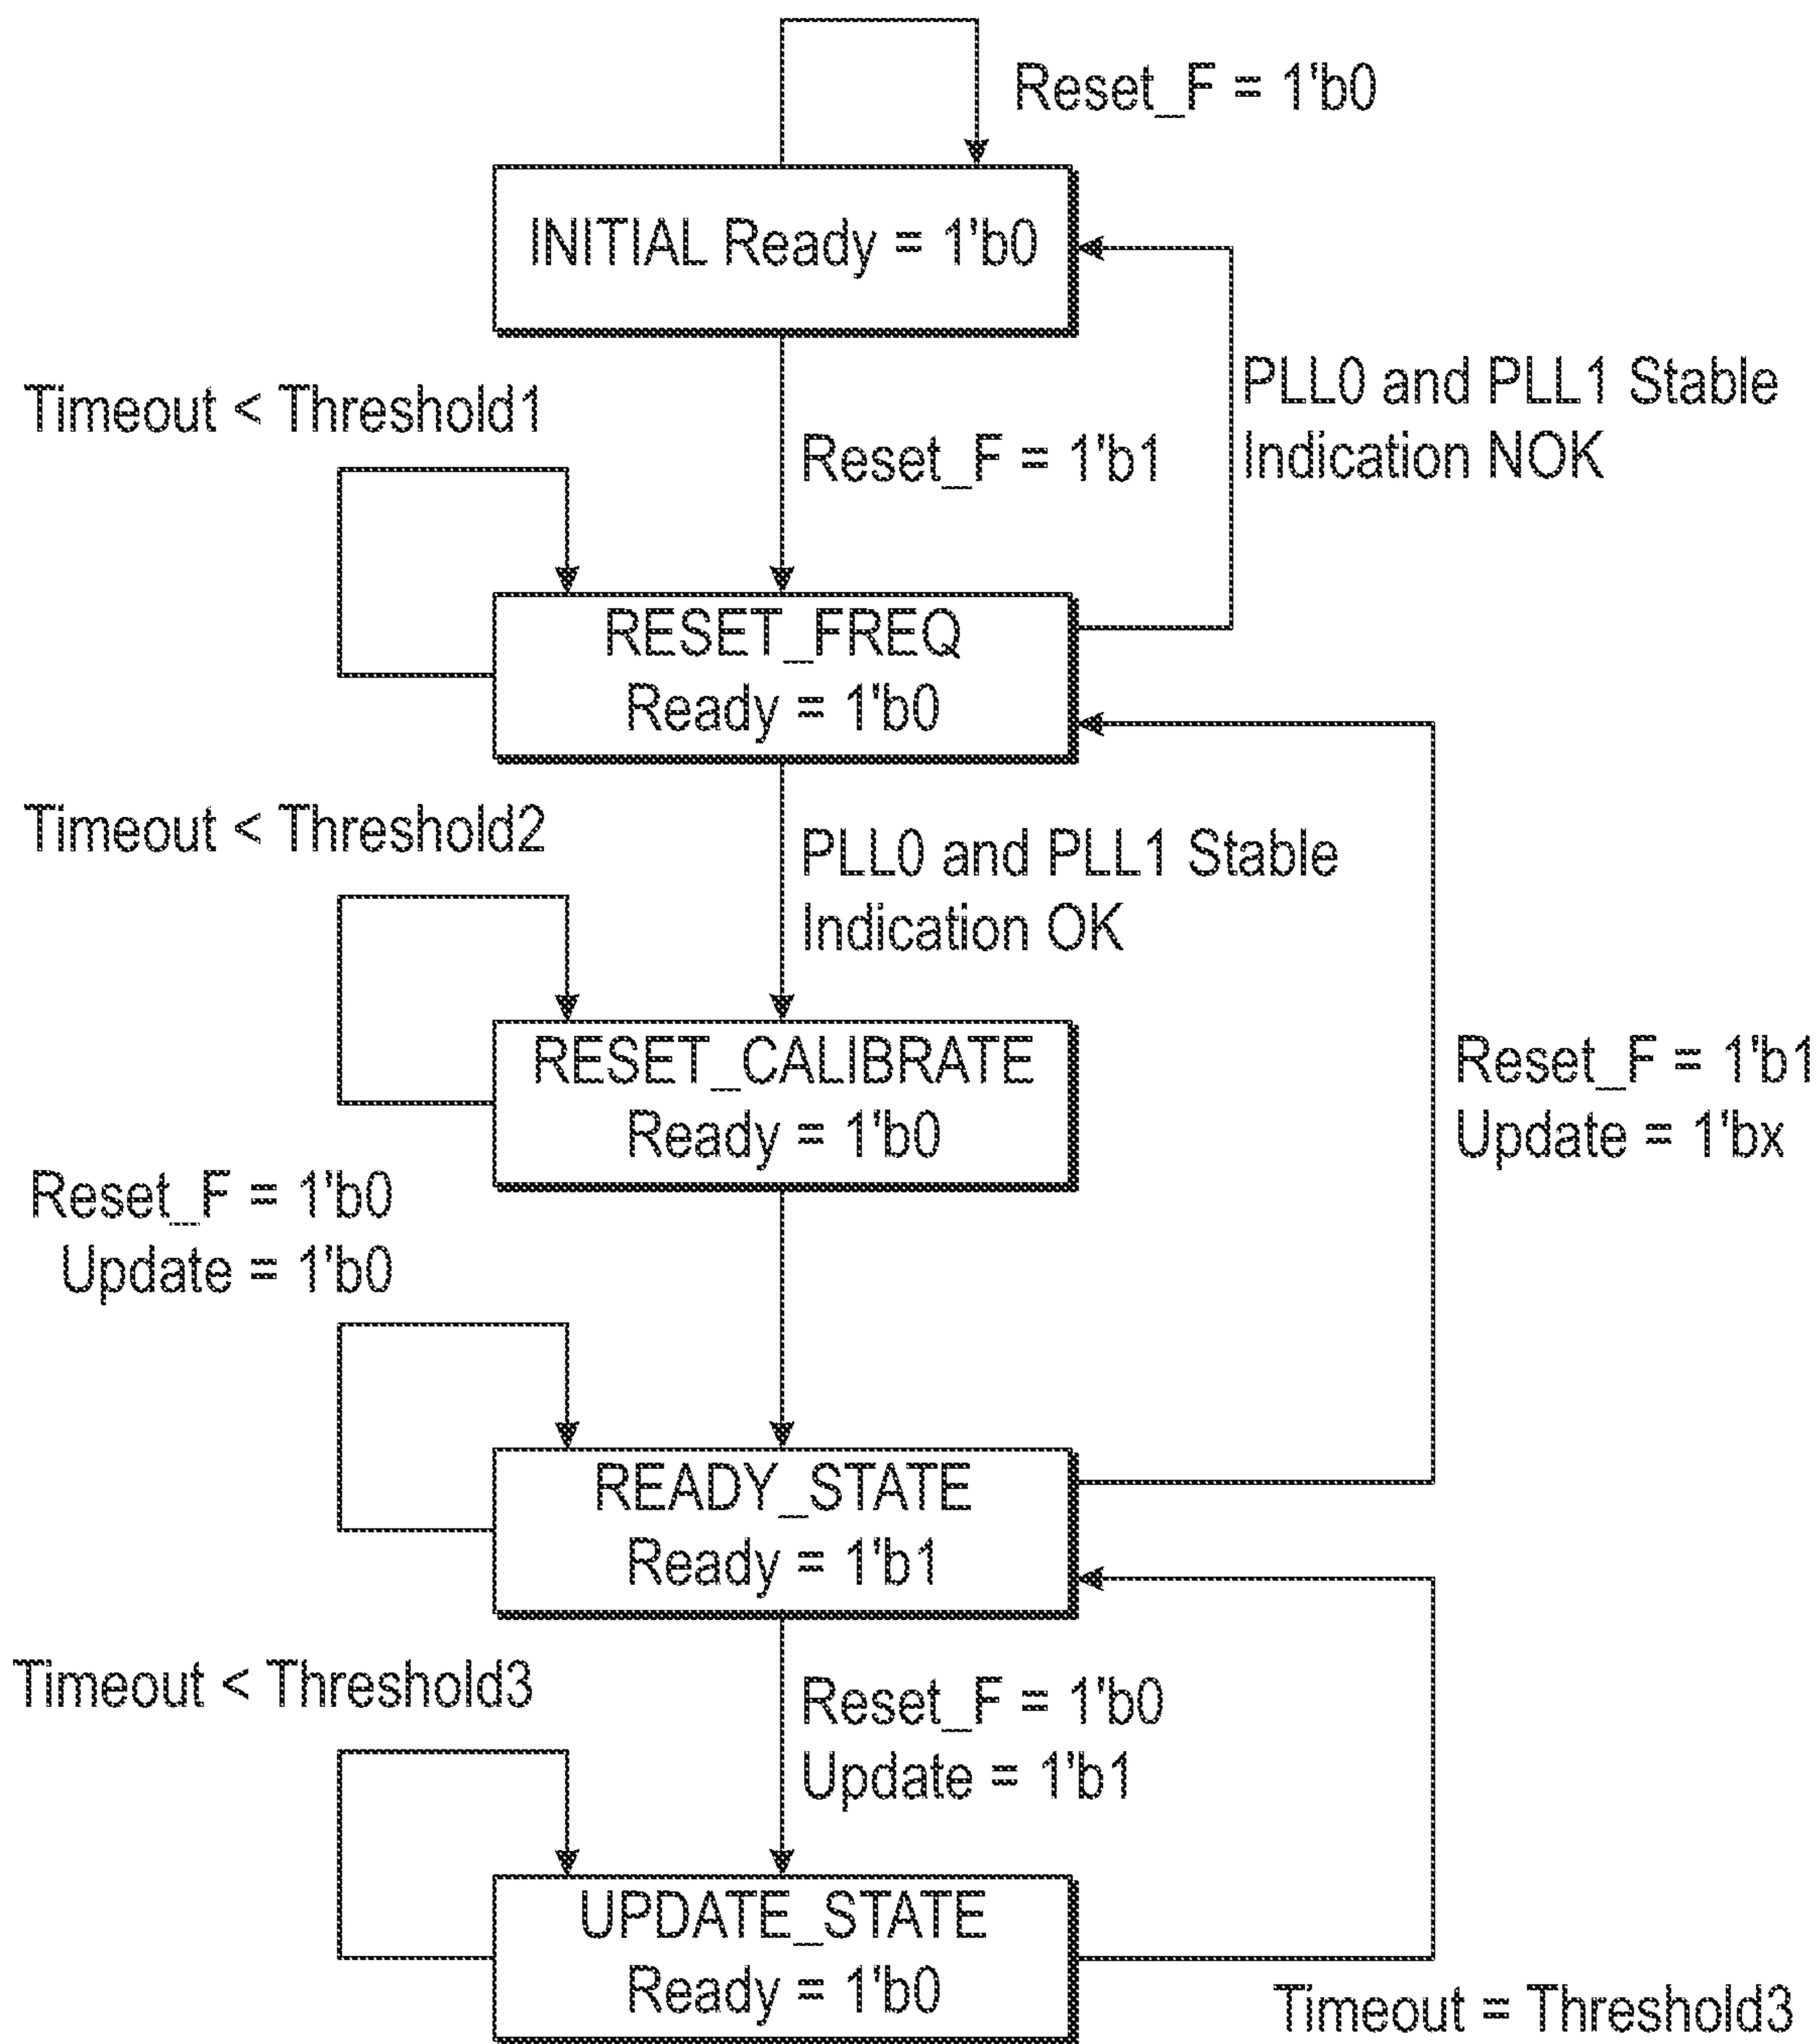 Reset_F = 1'b0
INITIAL Ready = 1'b0
Timeout < Threshold1
Reset_F = 1'b1
PLL0 and PLL1 Stable
Indication NOK
RESET_FREQ
Ready = 1'b0
Timeout < Threshold2
PLL0 and PLL1 Stable
Indication OK
RESET_CALIBRATE
Ready = 1'b0
Reset_F = 1'b1
Update = 1'bx
Reset_F = 1'b0
Update = 1'b0
READY_STATE
Ready = 1'b1
Timeout < Threshold3
Reset_F = 1'b0
Update = 1'b1
UPDATE_STATE
Ready = 1'b0
Timeout = Threshold3